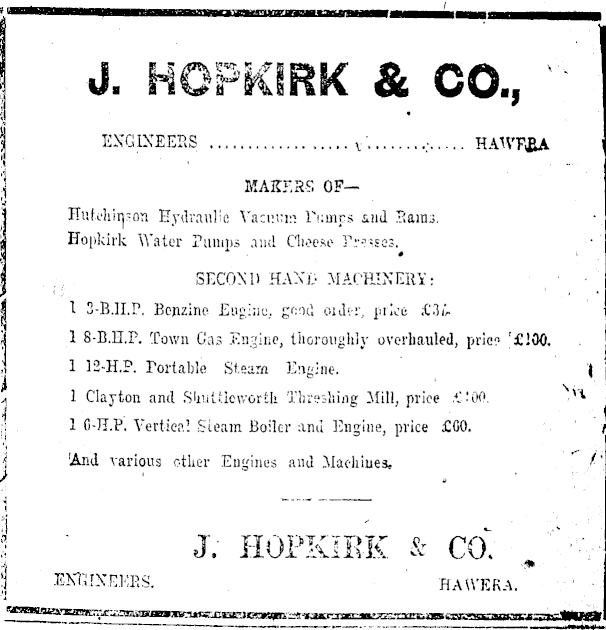 J. HOPKIRK & CO.,
ENGINEERS ................................ HAWERA
MAKERS OF—
Hutchinson Hydraulic Vacuum Pumps and Rams.
Hopkirk Water Pumps and Cheese Presses.
SECOND HAND MACHINERY:
1 3-B.H.P. Benzine Engine, good order, price
1 8-B.H.P. Town Gas Engine, thoroughly overhauled, price £100.
1 12-H.P. Portable Steam Engine.
1 Clayton and Shuttleworth Threshing Mill, price £100.
1 6-H.P. Vertical Steam Boiler and Engine, price £60.
And various other Engines and Machines.
J. HOPKIRK & CO.
ENGINEERS. HAWERA.